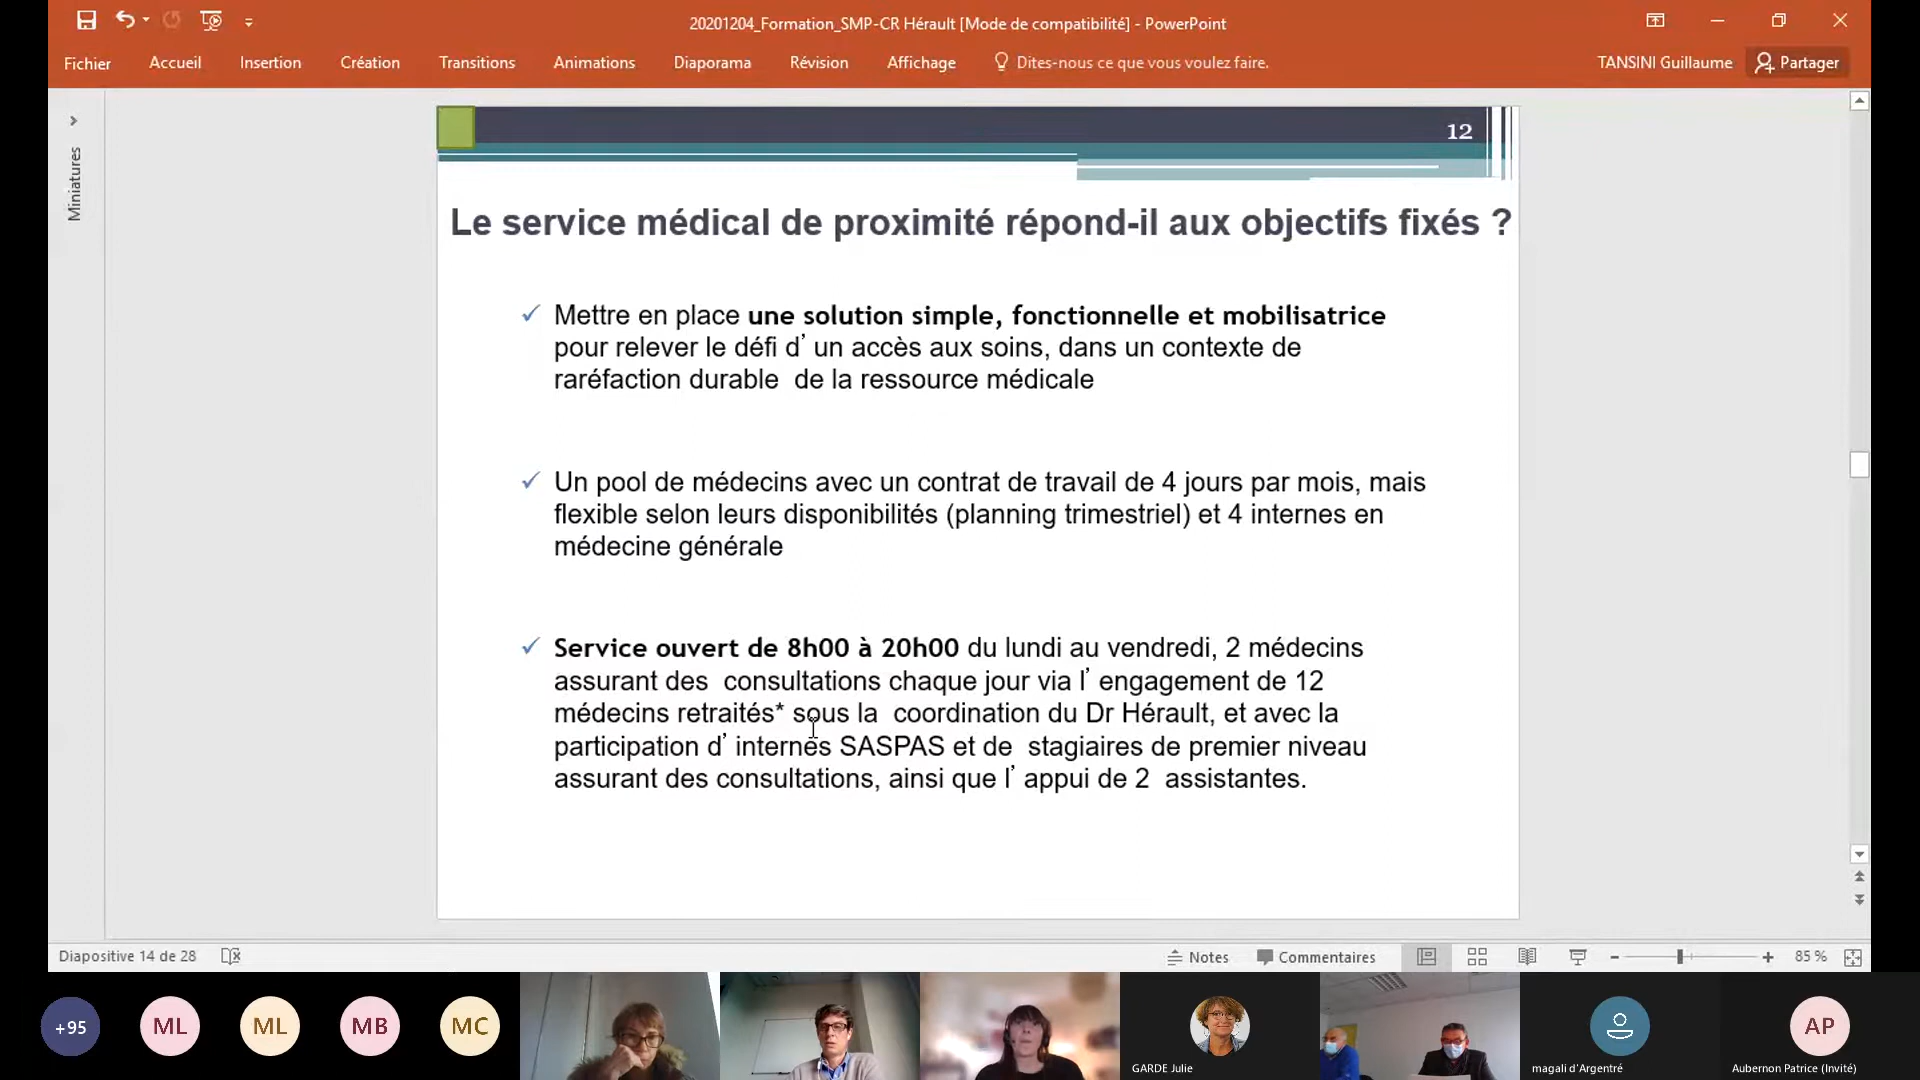 20201204_Formation_SMP-CR Hérault [Mode de compatibilité] - PowerPoint
Fichier Accueil Insertion Création Transitions Animations Diaporama Révision Affichage Dites-nous ce que vous voulez faire. TANSINI Guillaume Partager
Miniatures
12
Le service médical de proximité répond-il aux objectifs fixés ?
✓ Mettre en place une solution simple, fonctionnelle et mobilisatrice
pour relever le défi d’ un accès aux soins, dans un contexte de
raréfaction durable de la ressource médicale
✓ Un pool de médecins avec un contrat de travail de 4 jours par mois, mais
flexible selon leurs disponibilités (planning trimestriel) et 4 internes en
médecine générale
✓ Service ouvert de 8h00 à 20h00 du lundi au vendredi, 2 médecins
assurant des consultations chaque jour via l’ engagement de 12
médecins retraités* sous la coordination du Dr Hérault, et avec la
participation d’ internes SASPAS et de stagiaires de premier niveau
assurant des consultations, ainsi que l’ appui de 2 assistantes.
Diapositive 14 de 28 Notes Commentaires 85 %
+95 ML ML MB MC AP
GARDE Julie magali d'Argentré Aubernon Patrice (Invité)